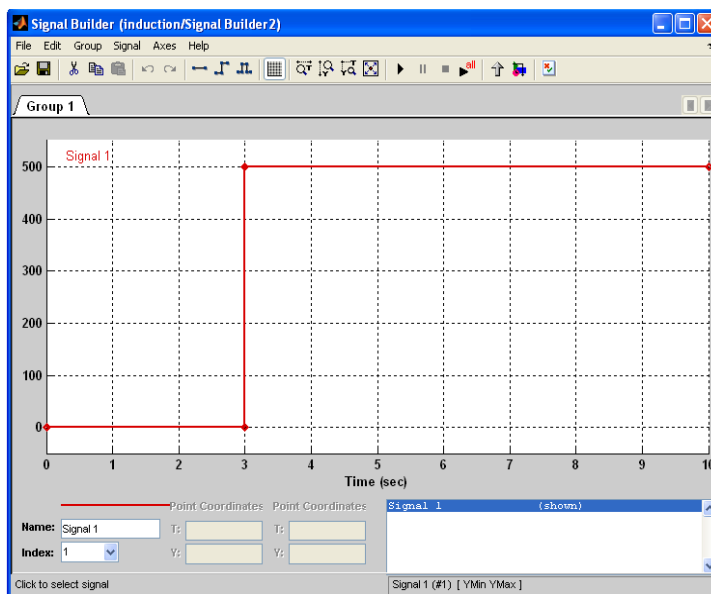 Signal Builder (induction/Signal Builder2)
File Edit Group Signal Axes Help
all
Group 1
Signal 1
500
400
300
200
100
0
0 1 2 3 4 5 6 7 8 9 10
Time (sec)
Point Coordinates Point Coordinates
Name: Signal 1 T: T:
Index: 1 Y: Y:
Signal 1 (shown)
Click to select signal
Signal 1 (#1) [ YMin YMax ]